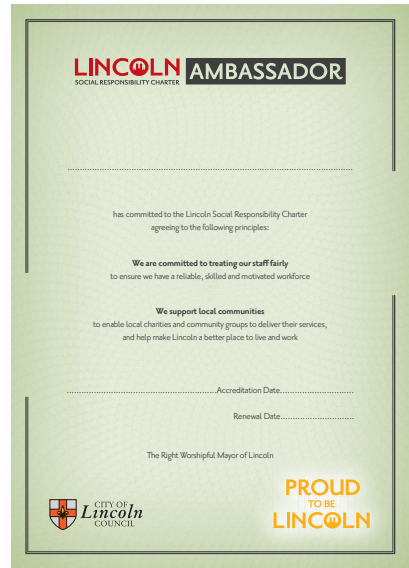 LINCOLN AMBASSADOR
SOCIAL RESPONSIBILITY CHARTER
has committed to the Lincoln Social Responsibility Charter
agreeing to the following principles:
We are committed to treating our staff fairly
to ensure we have a reliable, skilled and motivated workforce
We support local communities
to enable local charities and community groups to deliver their services,
and help make Lincoln a better place to live and work
Accreditation Date
Renewal Date
The Right Worshipful Mayor of Lincoln
CITY OF
Lincoln
COUNCIL
PROUD
TO BE
LINCOLN